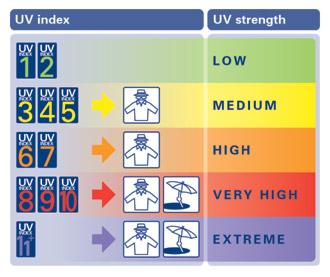 UV index UV strength
UV INDEX 1 UV INDEX 2 LOW
UV INDEX 3 UV INDEX 4 UV INDEX 5 MEDIUM
UV INDEX 6 UV INDEX 7 HIGH
UV INDEX 8 UV INDEX 9 UV INDEX 10 VERY HIGH
UV INDEX 11+ EXTREME